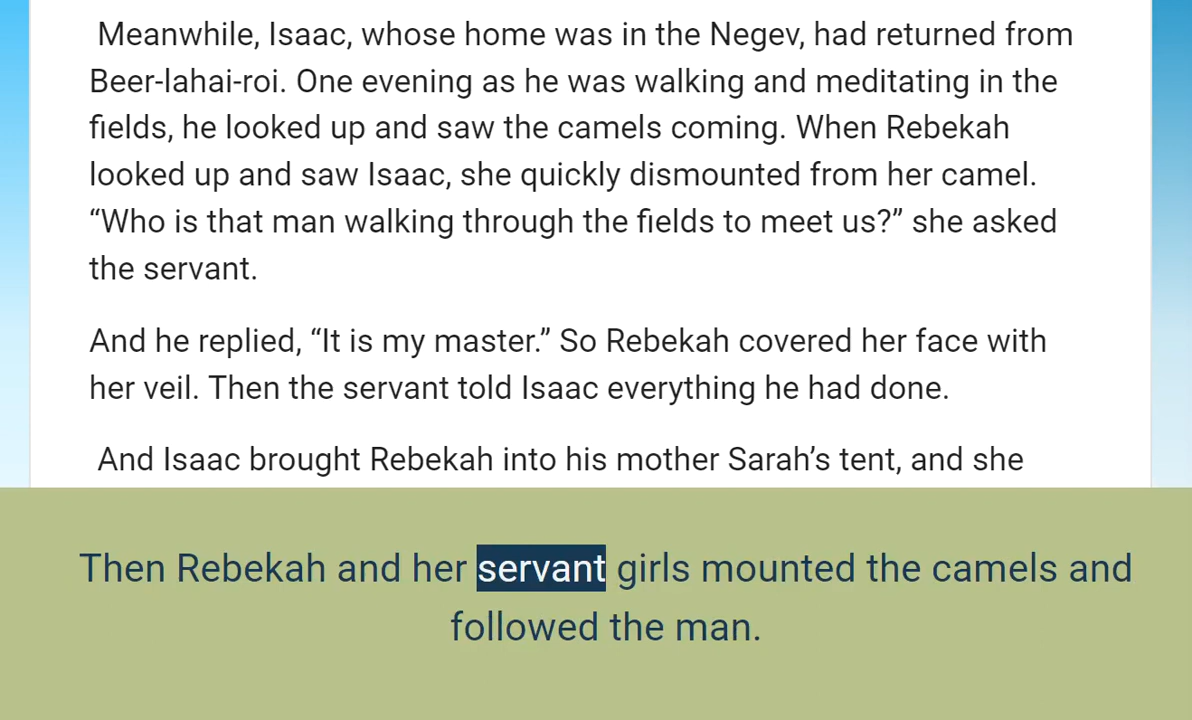 Meanwhile, Isaac, whose home was in the Negev, had returned from
Beer-lahai-roi. One evening as he was walking and meditating in the
fields, he looked up and saw the camels coming. When Rebekah
looked up and saw Isaac, she quickly dismounted from her camel.
“Who is that man walking through the fields to meet us?” she asked
the servant.
And he replied, “It is my master.” So Rebekah covered her face with
her veil. Then the servant told Isaac everything he had done.
And Isaac brought Rebekah into his mother Sarah’s tent, and she
Then Rebekah and her servant girls mounted the camels and
followed the man.